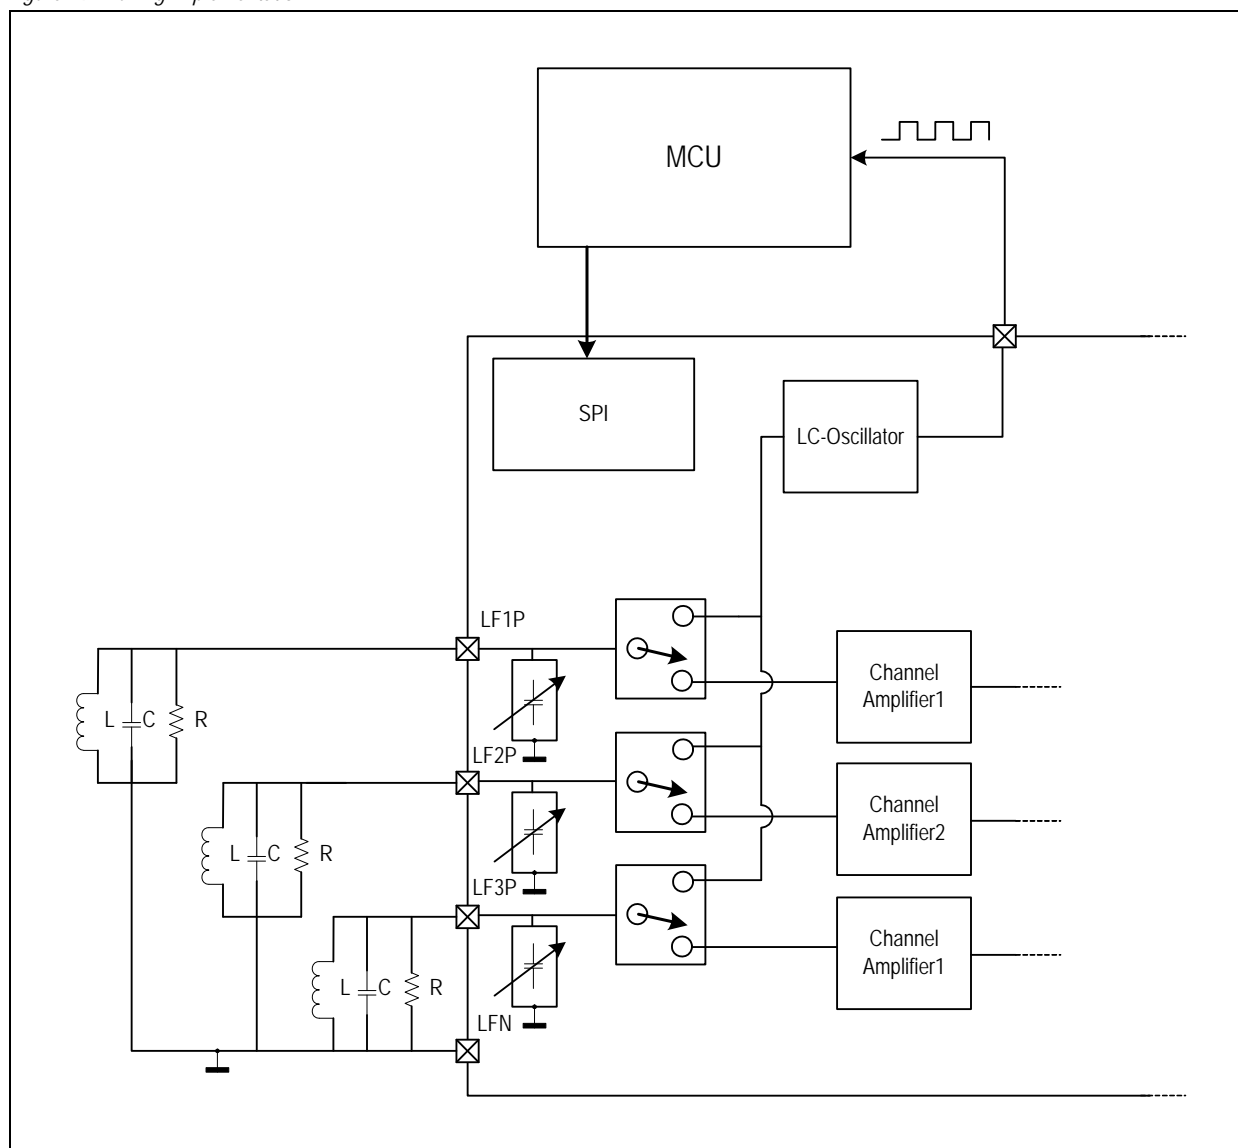 MCU
SPI
LC-Oscillator
LF1P
Channel
Amplifier1
L
C
R
LF2P
Channel
Amplifier2
L
C
R
LF3P
Channel
Amplifier1
L
C
R
LFN